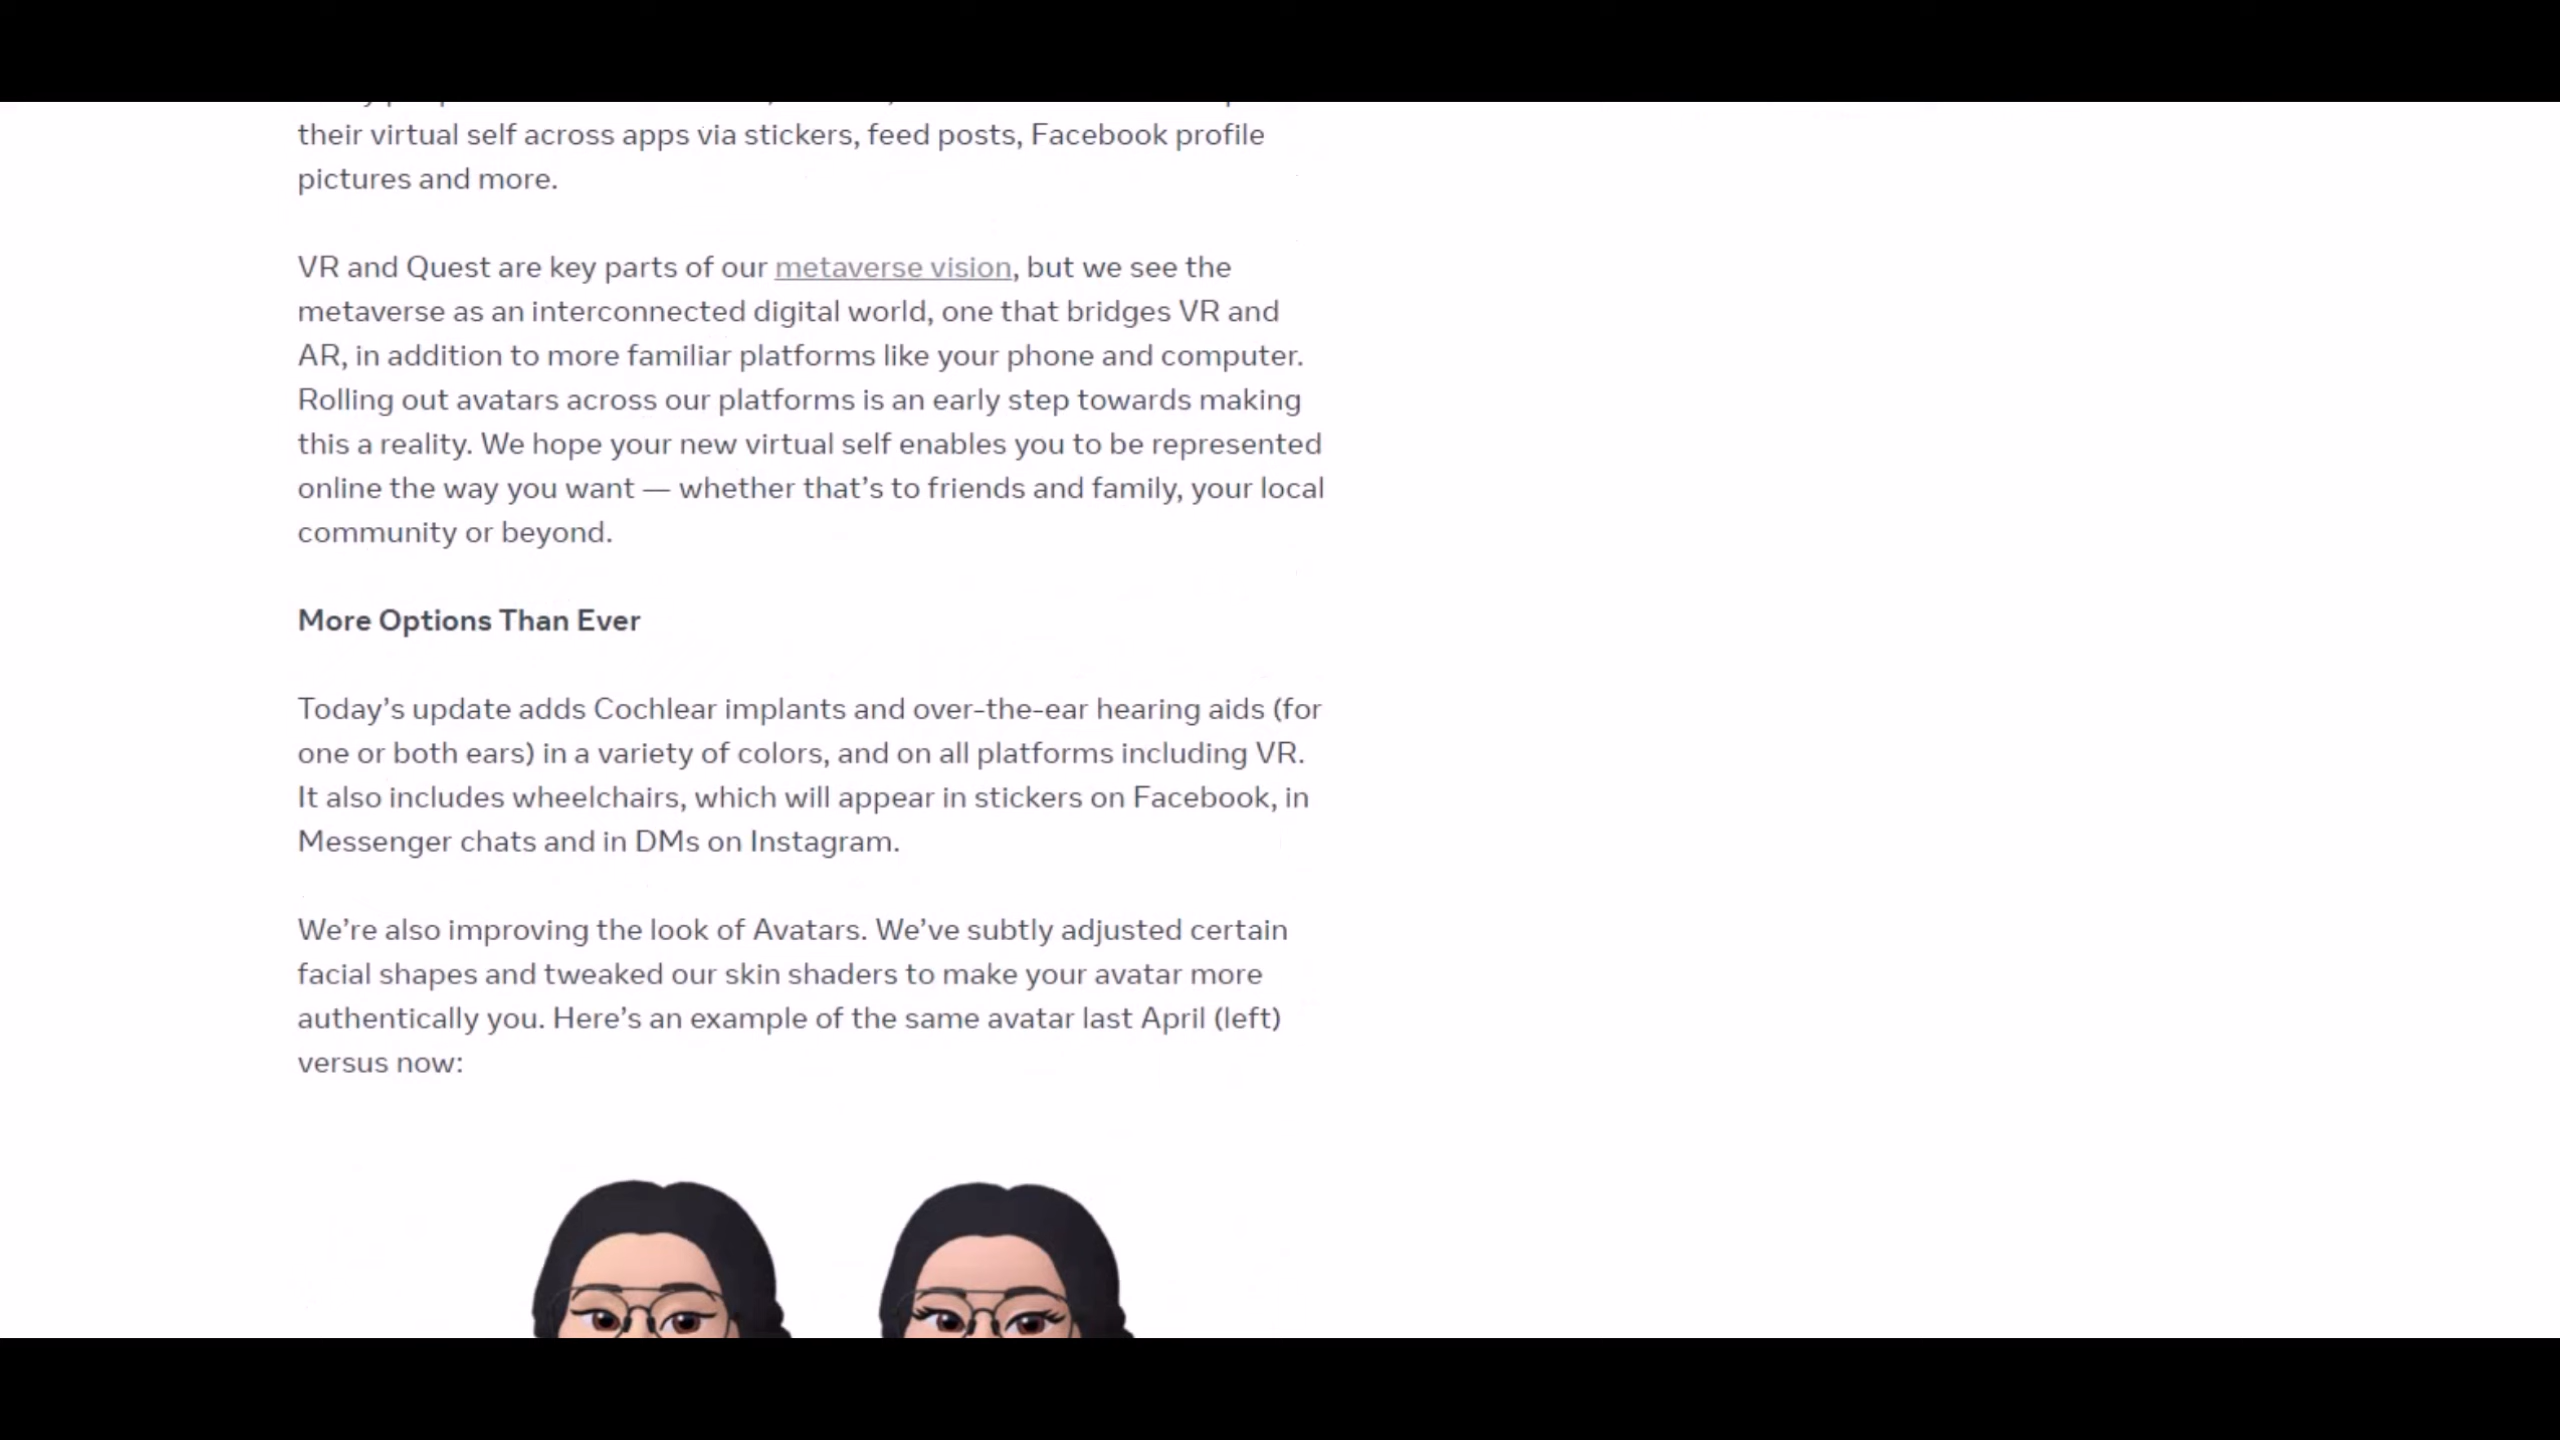 their virtual self across apps via stickers, feed posts, Facebook profile
pictures and more.
VR and Quest are key parts of our metaverse vision, but we see the
metaverse as an interconnected digital world, one that bridges VR and
AR, in addition to more familiar platforms like your phone and computer.
Rolling out avatars across our platforms is an early step towards making
this a reality. We hope your new virtual self enables you to be represented
online the way you want — whether that’s to friends and family, your local
community or beyond.
More Options Than Ever
Today’s update adds Cochlear implants and over-the-ear hearing aids (for
one or both ears) in a variety of colors, and on all platforms including VR.
It also includes wheelchairs, which will appear in stickers on Facebook, in
Messenger chats and in DMs on Instagram.
We’re also improving the look of Avatars. We’ve subtly adjusted certain
facial shapes and tweaked our skin shaders to make your avatar more
authentically you. Here’s an example of the same avatar last April (left)
versus now: